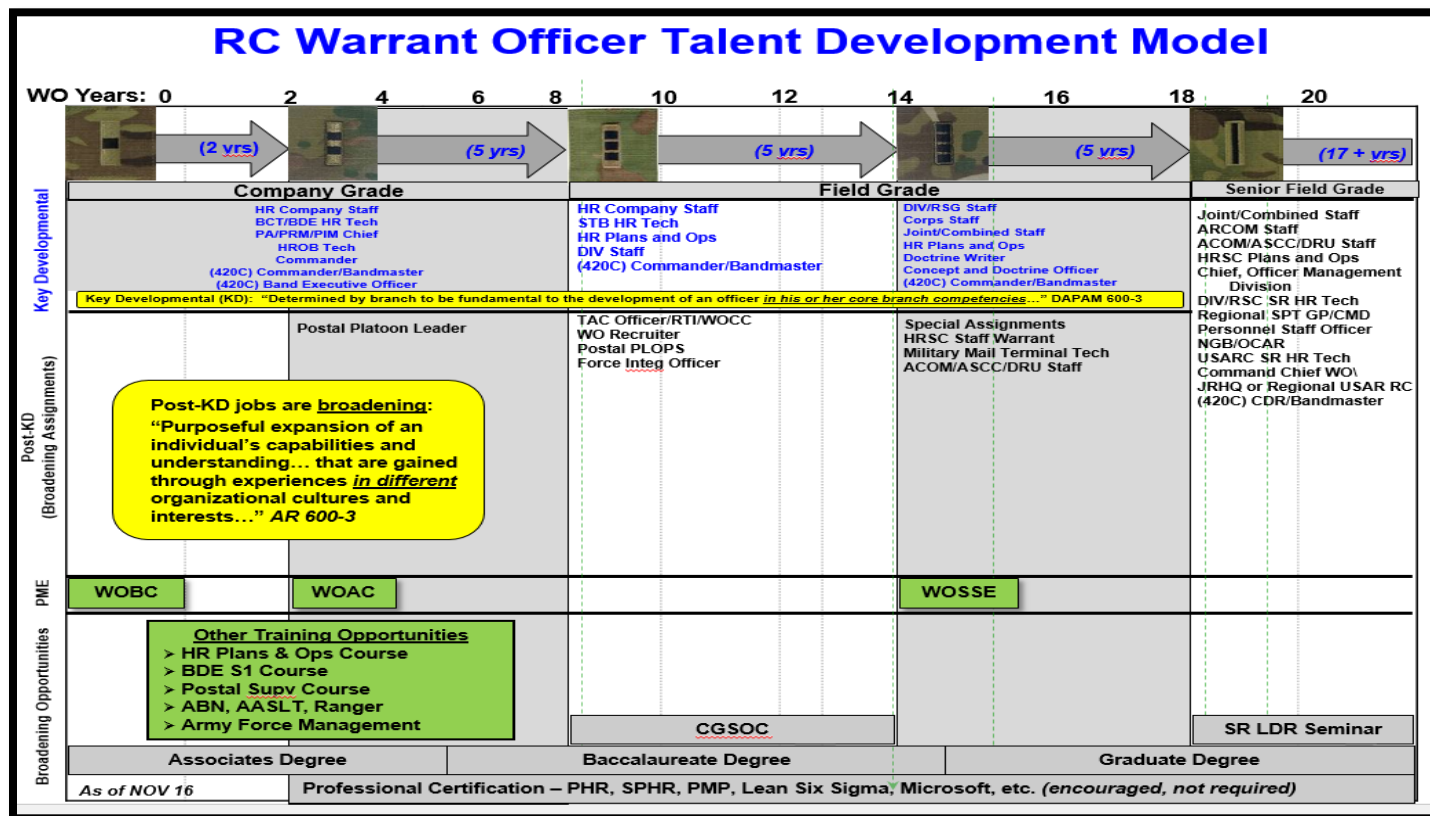 RC Warrant Officer Talent Development Model
WO Years: 0 2 4 6 8 10 12 14 16 18 20
(2 yrs) (5 yrs) (5 yrs) (5 yrs) (17 + yrs)
Company Grade Field Grade Senior Field Grade
Key Developmental
HR Company Staff
BCT/BDE HR Tech
PA/PRM/PIM Chief
HROB Tech
Commander
(420C) Commander/Bandmaster
(420C) Band Executive Officer
HR Company Staff
STB HR Tech
HR Plans and Ops
DIV Staff
(420C) Commander/Bandmaster
DIV/RSG Staff
Corps Staff
Joint/Combined Staff
HR Plans and Ops
Doctrine Writer
Concept and Doctrine Officer
(420C) Commander/Bandmaster
Joint/Combined Staff
ARCOM Staff
ACOM/ASCC/DRU Staff
HRSC Plans and Ops
Chief, Officer Management
Division
DIV/RSC SR HR Tech
Regional SPT GP/CMD
Personnel Staff Officer
NGB/OCAR
USARC SR HR Tech
Command Chief WO\
JRHQ or Regional USAR RC
(420C) CDR/Bandmaster
Key Developmental (KD): “Determined by branch to be fundamental to the development of an officer in his or her core branch competencies…” DAPAM 600-3
Post-KD
(Broadening Assignments)
Postal Platoon Leader
TAC Officer/RTI/WOCC
WO Recruiter
Postal PLOPS
Force Integ Officer
Special Assignments
HRSC Staff Warrant
Military Mail Terminal Tech
ACOM/ASCC/DRU Staff
Post-KD jobs are broadening:
“Purposeful expansion of an
individual’s capabilities and
understanding… that are gained
through experiences in different
organizational cultures and
interests…” AR 600-3
PME
WOBC WOAC WOSSE
Broadening Opportunities
Other Training Opportunities
➢ HR Plans & Ops Course
➢ BDE S1 Course
➢ Postal Supv Course
➢ ABN, AASLT, Ranger
➢ Army Force Management
CGSOC SR LDR Seminar
Associates Degree Baccalaureate Degree Graduate Degree
As of NOV 16 Professional Certification – PHR, SPHR, PMP, Lean Six Sigma, Microsoft, etc. (encouraged, not required)